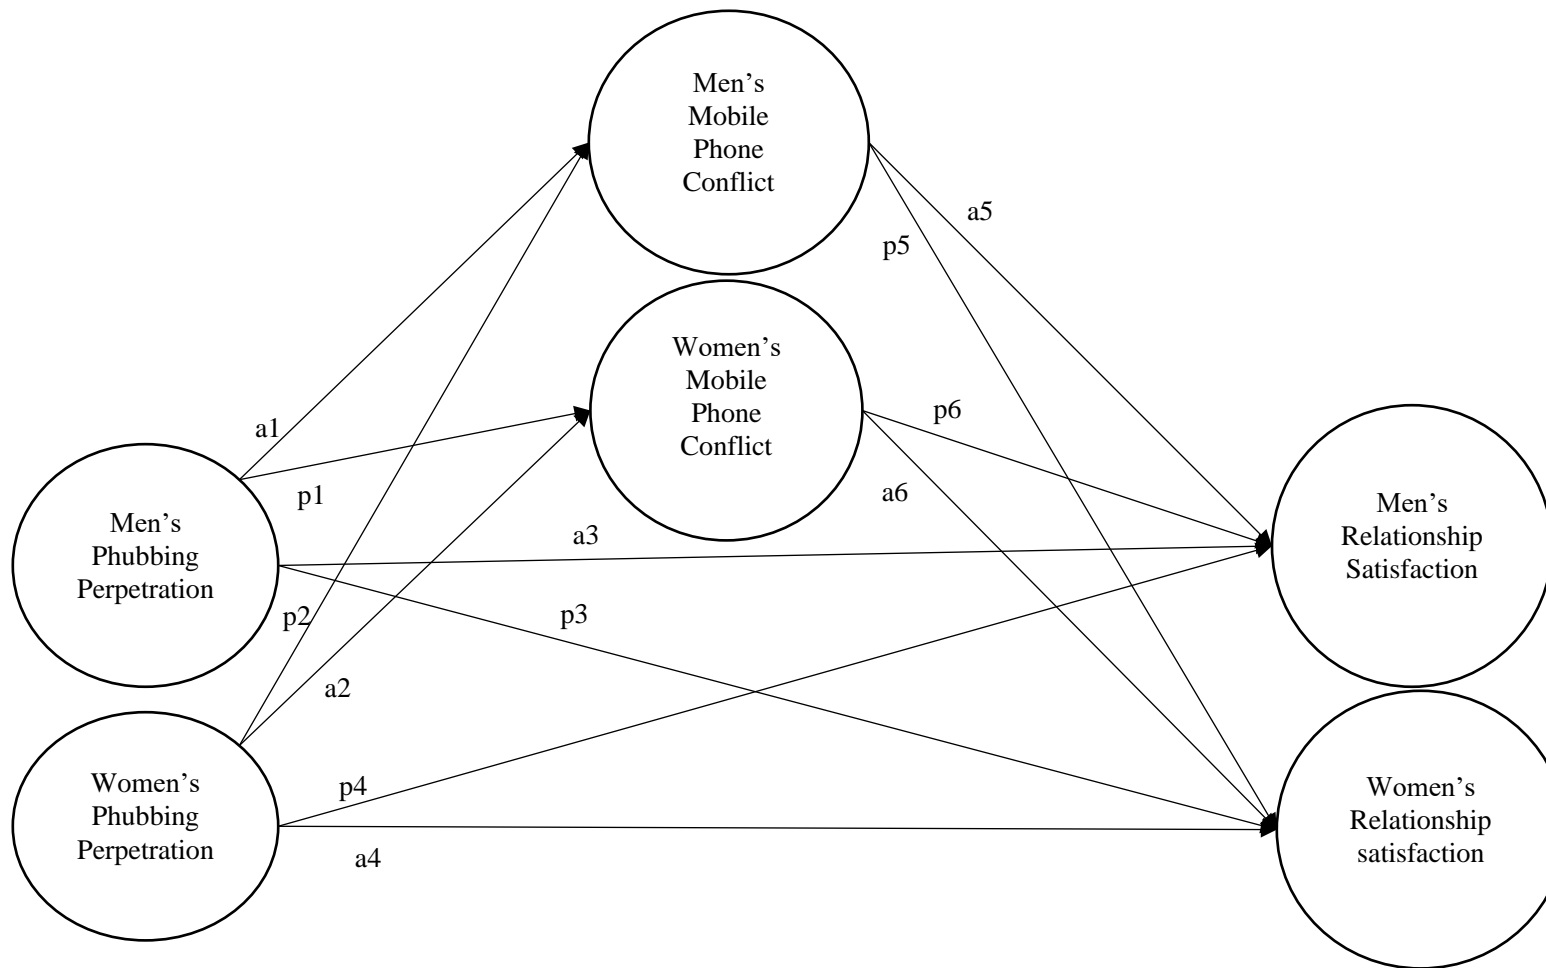 Men’s
Mobile
Phone
Conflict
a5
p5
Women’s
Mobile
Phone
Conflict
p6
a6
a1
p1
Men’s
Phubbing
Perpetration
a3
Men’s
Relationship
Satisfaction
p2
p3
a2
Women’s
Phubbing
Perpetration
p4
a4
Women’s
Relationship
satisfaction